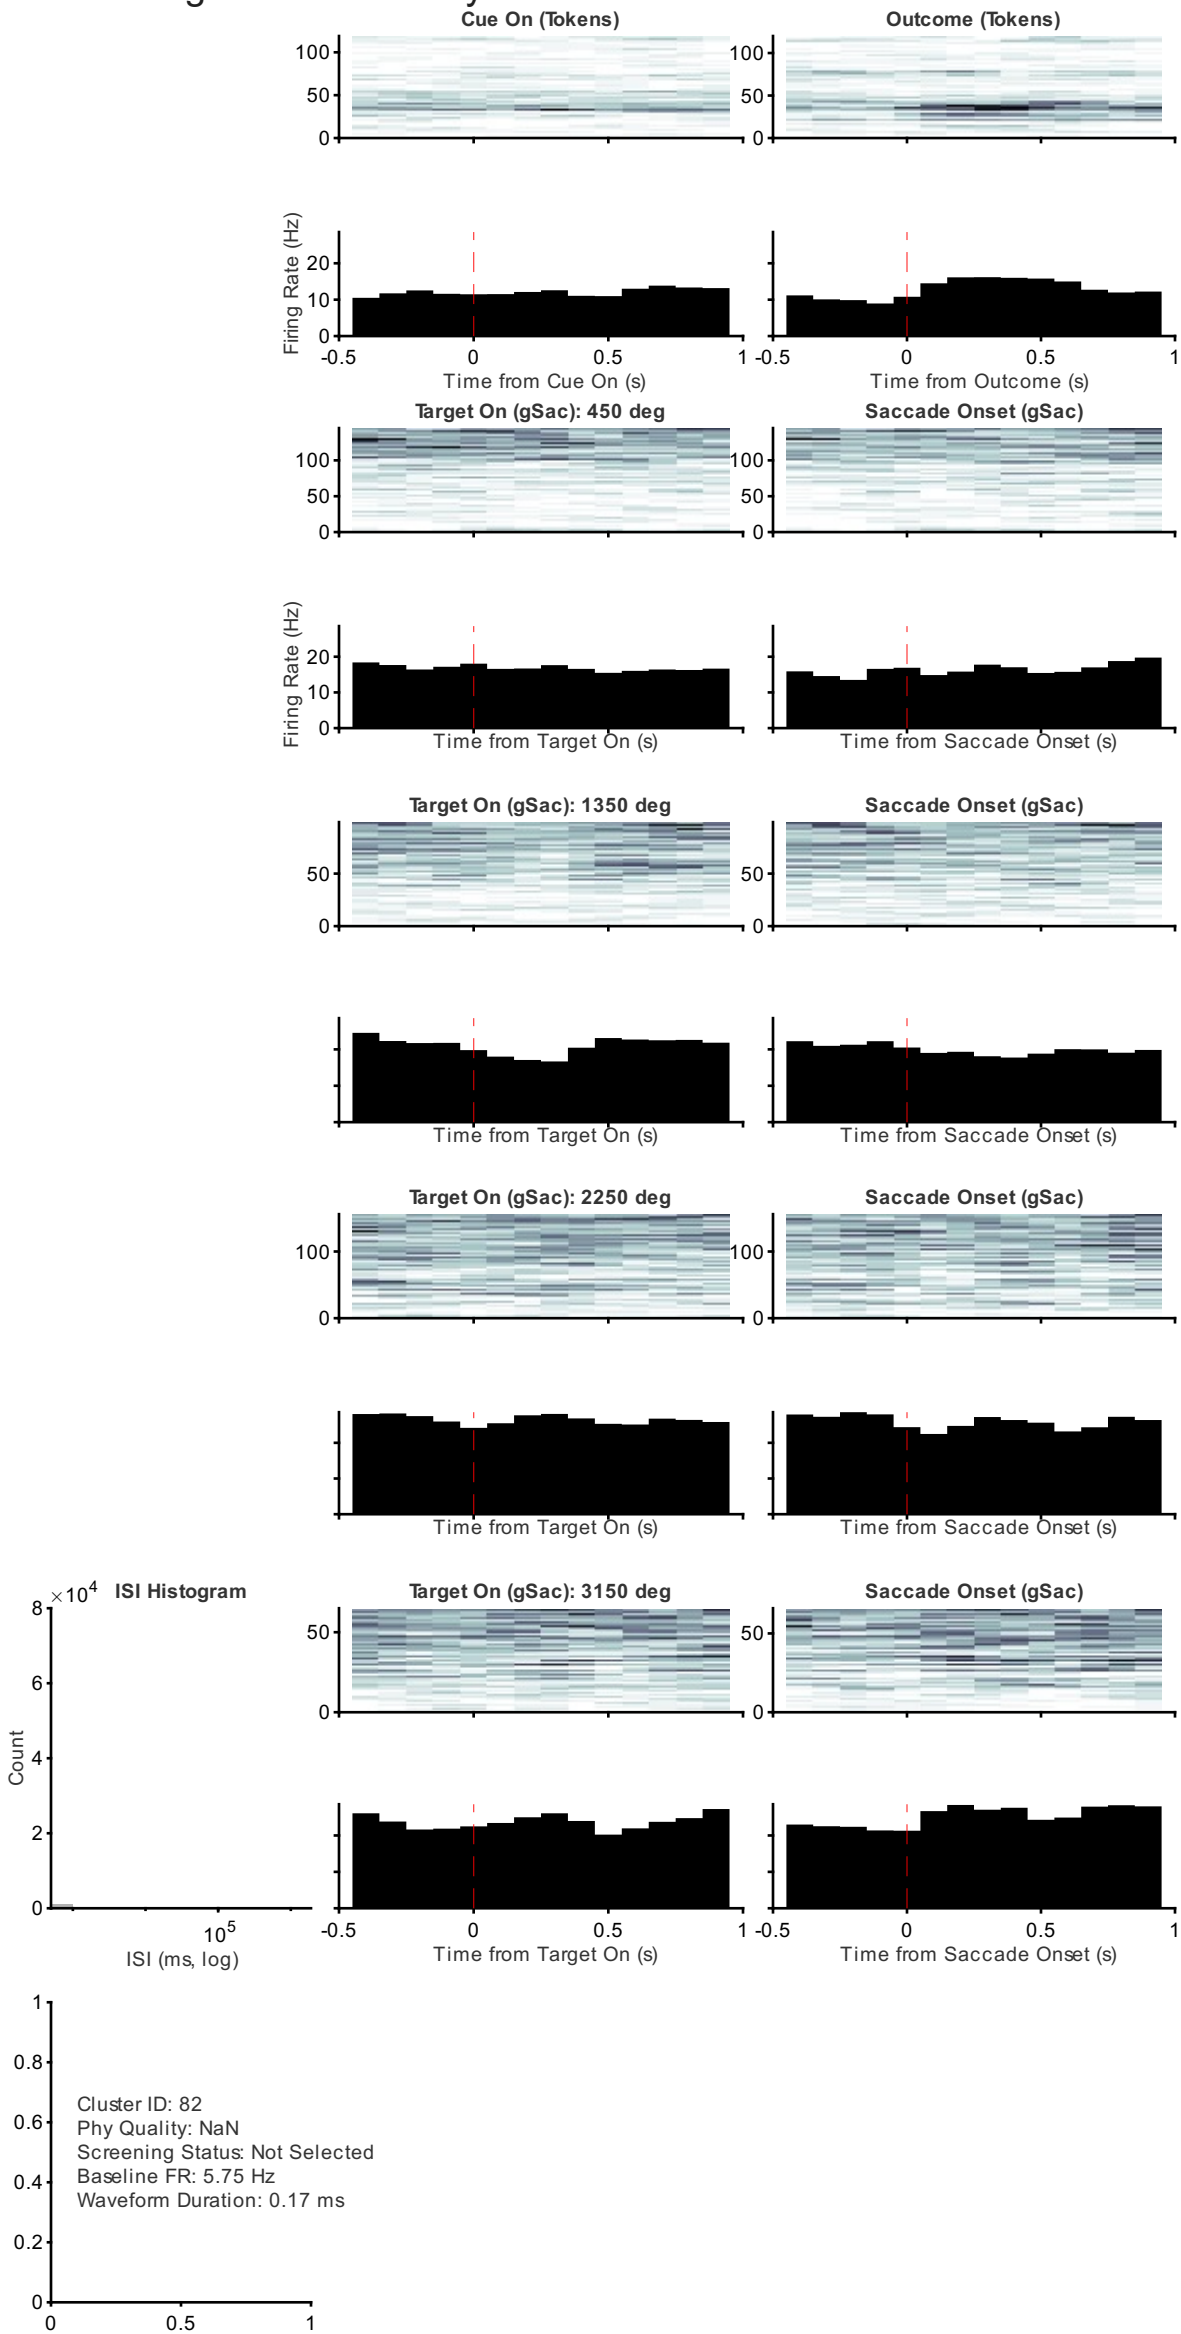 Cue On (Tokens)
Outcome (Tokens)
100
50
0
100
50
0
Firing Rate (Hz)
20
10
0
-0.5
0
0.5
1
-0.5
0
0.5
1
Time from Cue On (s)
Time from Outcome (s)
Target On (gSac): 450 deg
Saccade Onset (gSac)
100
50
0
100
50
0
Firing Rate (Hz)
20
10
0
Time from Target On (s)
Time from Saccade Onset (s)
Target On (gSac): 1350 deg
Saccade Onset (gSac)
50
0
50
0
Time from Target On (s)
Time from Saccade Onset (s)
Target On (gSac): 2250 deg
Saccade Onset (gSac)
100
0
100
0
Time from Target On (s)
Time from Saccade Onset (s)
×10^4
ISI Histogram
Target On (gSac): 3150 deg
Saccade Onset (gSac)
8
6
4
2
0
Count
10^5
ISI (ms, log)
50
0
50
0
-0.5
0
0.5
1
-0.5
0
0.5
1
Time from Target On (s)
Time from Saccade Onset (s)
1
0.8
0.6
0.4
0.2
0
Cluster ID: 82
Phy Quality: NaN
Screening Status: Not Selected
Baseline FR: 5.75 Hz
Waveform Duration: 0.17 ms
0
0.5
1